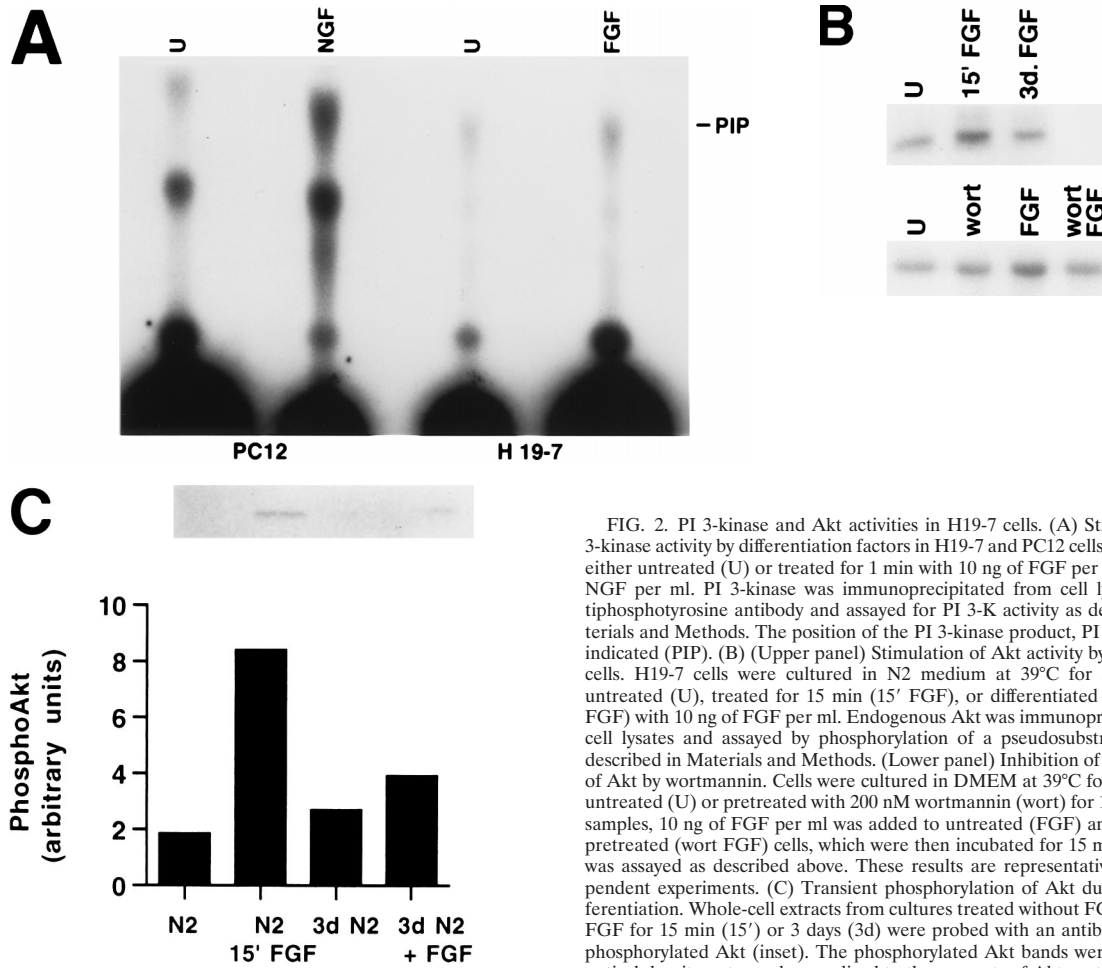 A
U
NGF
U
FGF
– PIP
PC12
H 19-7
B
U
15' FGF
3d. FGF
U
wort
FGF
wort
FGF
C
PhosphoAkt
(arbitrary units)
10
8
6
4
2
0
N2
N2
15' FGF
3d N2
3d N2
+ FGF
FIG. 2. PI 3-kinase and Akt activities in H19-7 cells. (A)
3-kinase activity by differentiation factors in H19-7 and PC12 cells
either untreated (U) or treated for 1 min with 10 ng of FGF per
NGF per ml. PI 3-kinase was immunoprecipitated from cell
tiphosphotyrosine antibody and assayed for PI 3-K activity as
terials and Methods. The position of the PI 3-kinase product, PI
indicated (PIP). (B) (Upper panel) Stimulation of Akt activity by
cells. H19-7 cells were cultured in N2 medium at 39°C for
untreated (U), treated for 15 min (15′ FGF), or differentiated
FGF) with 10 ng of FGF per ml. Endogenous Akt was
cell lysates and assayed by phosphorylation of a
described in Materials and Methods. (Lower panel) Inhibition of
of Akt by wortmannin. Cells were cultured in DMEM at 39°C
untreated (U) or pretreated with 200 nM wortmannin (wort) for
samples, 10 ng of FGF per ml was added to untreated (FGF)
pretreated (wort FGF) cells, which were then incubated for 15
was assayed as described above. These results are
pendent experiments. (C) Transient phosphorylation of Akt
ferentiation. Whole-cell extracts from cultures treated without
FGF for 15 min (15′) or 3 days (3d) were probed with an
phosphorylated Akt (inset). The phosphorylated Akt bands